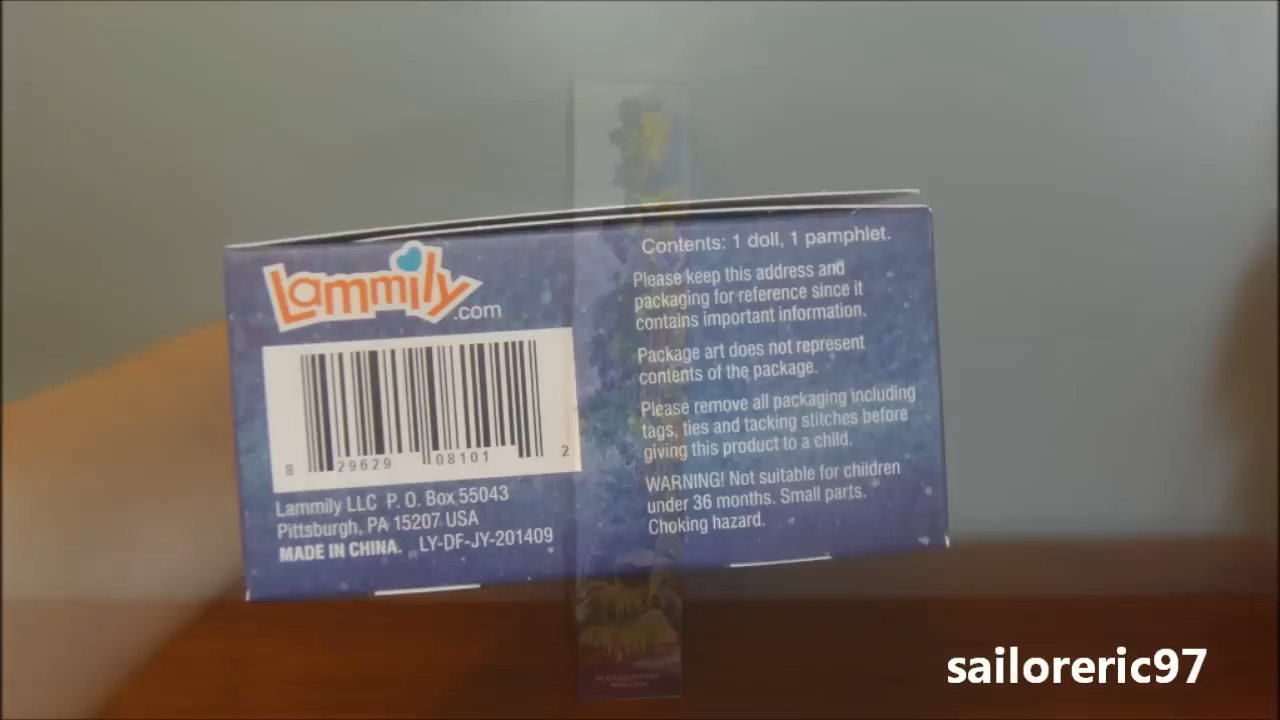 Lammily.com
8 29629 08101 2
Lammily LLC P. O. Box 55043
Pittsburgh, PA 15207 USA
MADE IN CHINA. LY-DF-JY-201409
Contents: 1 doll, 1 pamphlet.
Please keep this address and
packaging for reference since it
contains important information.
Package art does not represent
contents of the package.
Please remove all packaging including
tags, ties and tacking stitches before
giving this product to a child.
WARNING! Not suitable for children
under 36 months. Small parts.
Choking hazard.
sailoreric97